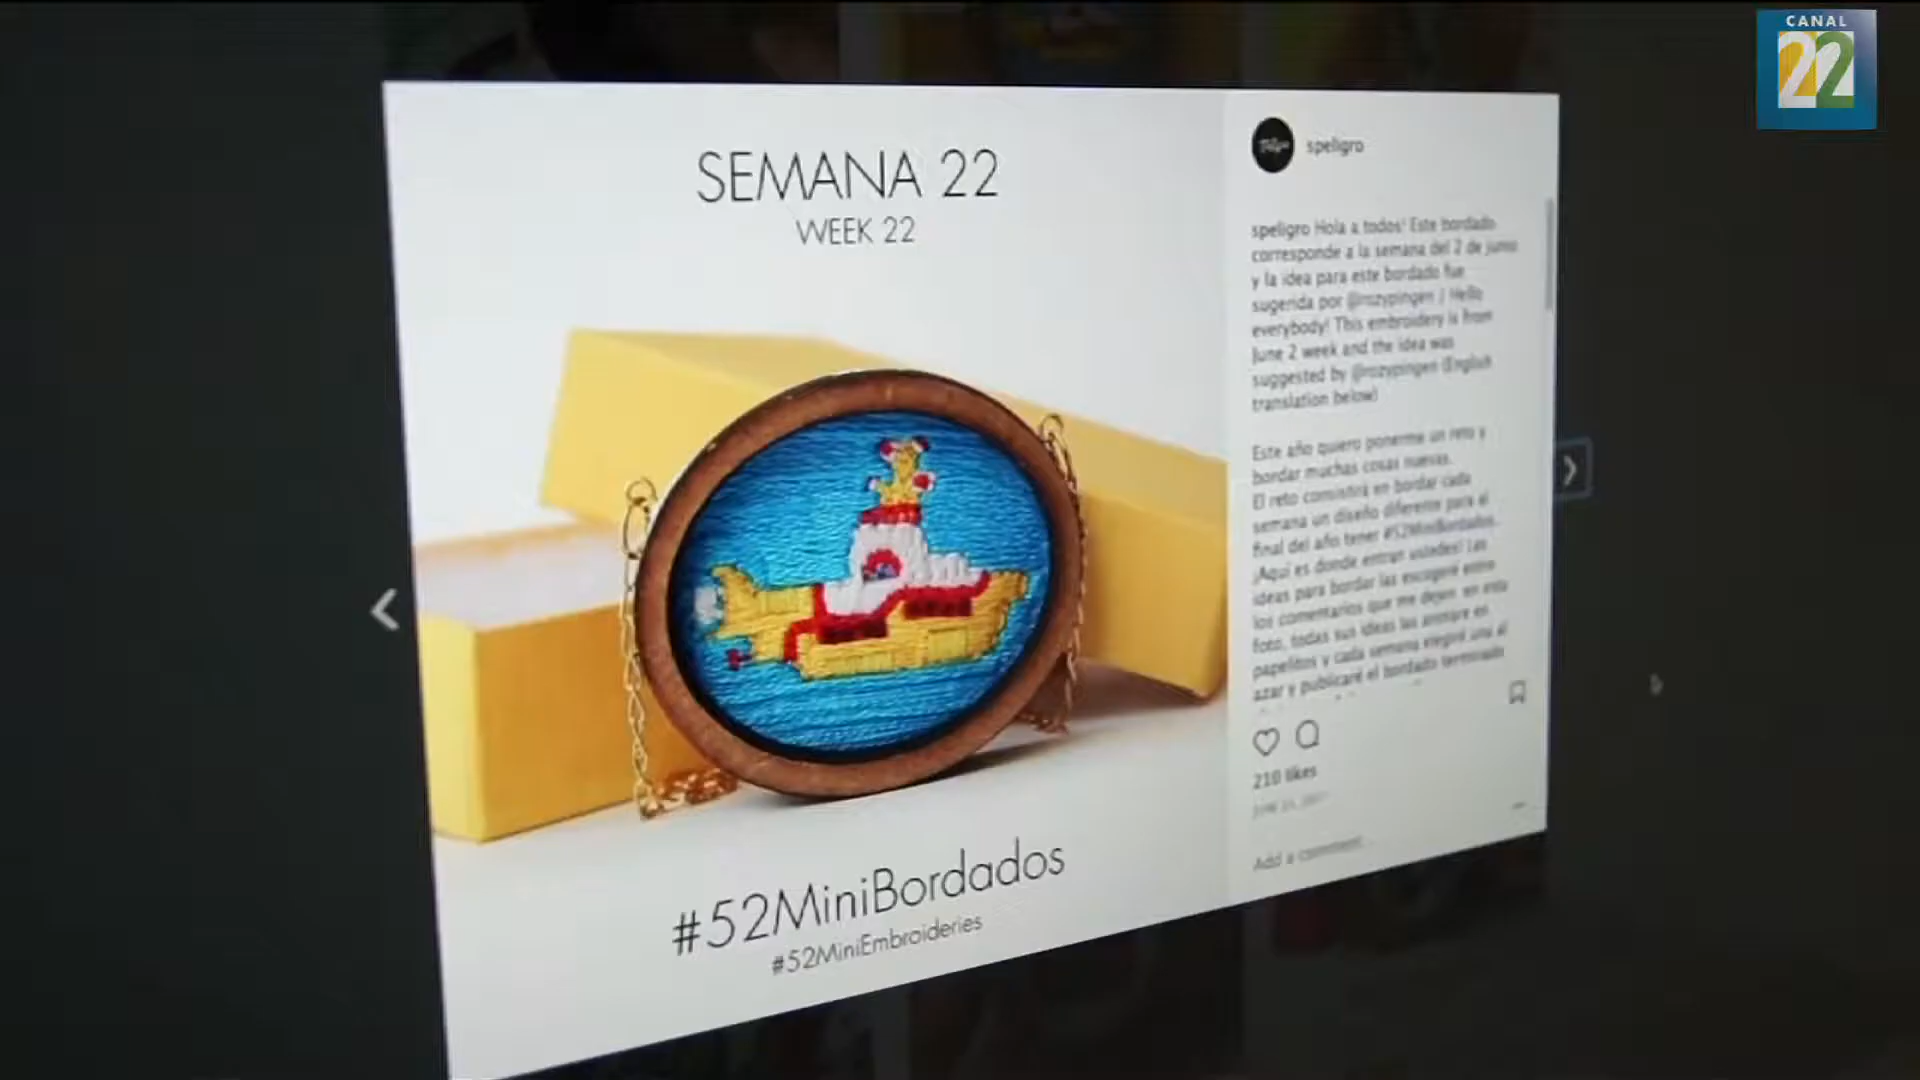 CANAL
22
SEMANA 22
WEEK 22
#52MiniBordados
#52MiniEmbroideries
speligro
speligro Hola a todos! Este bordado
corresponde a la semana del 2 de junio
y la idea para este bordado fue
sugerida por @rozypingen / Hello
everybody! This embroidery is from
June 2 week and the idea was
suggested by @rozypingen (English
translation below)
Este año quiero ponerme un reto y
bordar muchas cosas nuevas.
El reto consistirá en bordar cada
semana un diseño diferente para al
final del año tener #52MiniBordados.
¡Aquí es donde entran ustedes! Las
ideas para bordar las escogeré entre
los comentarios que me dejen en esta
foto, todas sus ideas las anotaré en
papelitos y cada semana elegiré una al
azar y publicaré el bordado terminado
210 likes
Add a comment...